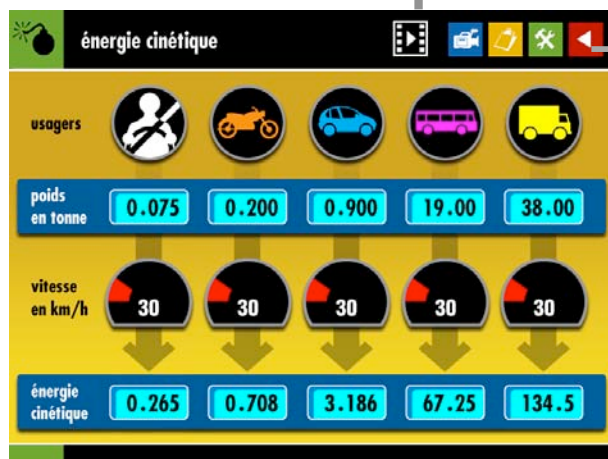 énergie cinétique
usagers
poids
en tonne
0.075 0.200 0.900 19.00 38.00
vitesse
en km/h
30 30 30 30 30
énergie
cinétique
0.265 0.708 3.186 67.25 134.5